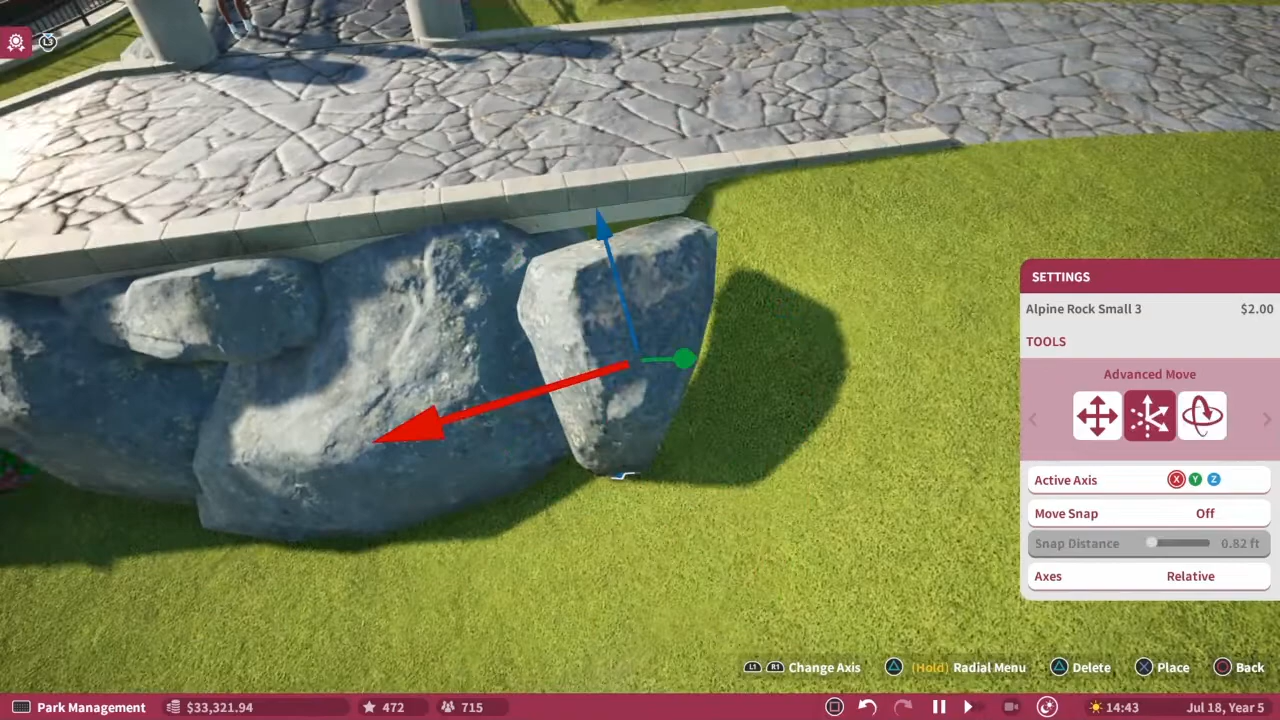 L3
SETTINGS
Alpine Rock Small 3 $2.00
TOOLS
Advanced Move
Active Axis X Y Z
Move Snap Off
Snap Distance 0.82 ft
Axes Relative
L1 R1 Change Axis (Hold) Radial Menu Delete Place Back
Park Management $33,321.94 472 715 14:43 Jul 18, Year 5